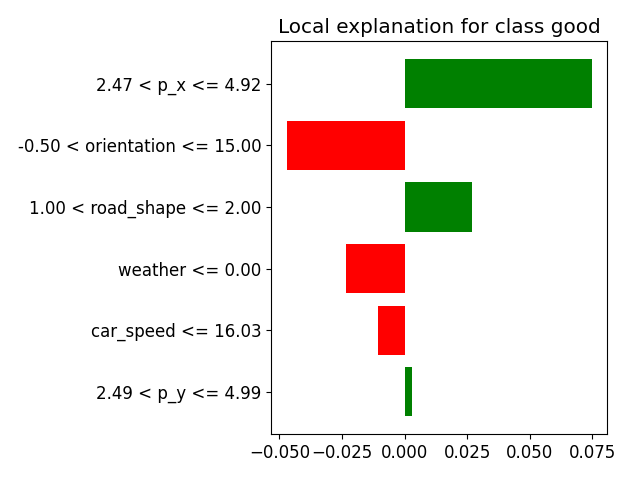 Local explanation for class good
2.47 < p_x <= 4.92
-0.50 < orientation <= 15.00
1.00 < road_shape <= 2.00
weather <= 0.00
car_speed <= 16.03
2.49 < p_y <= 4.99
−0.050 −0.025 0.000 0.025 0.050 0.075